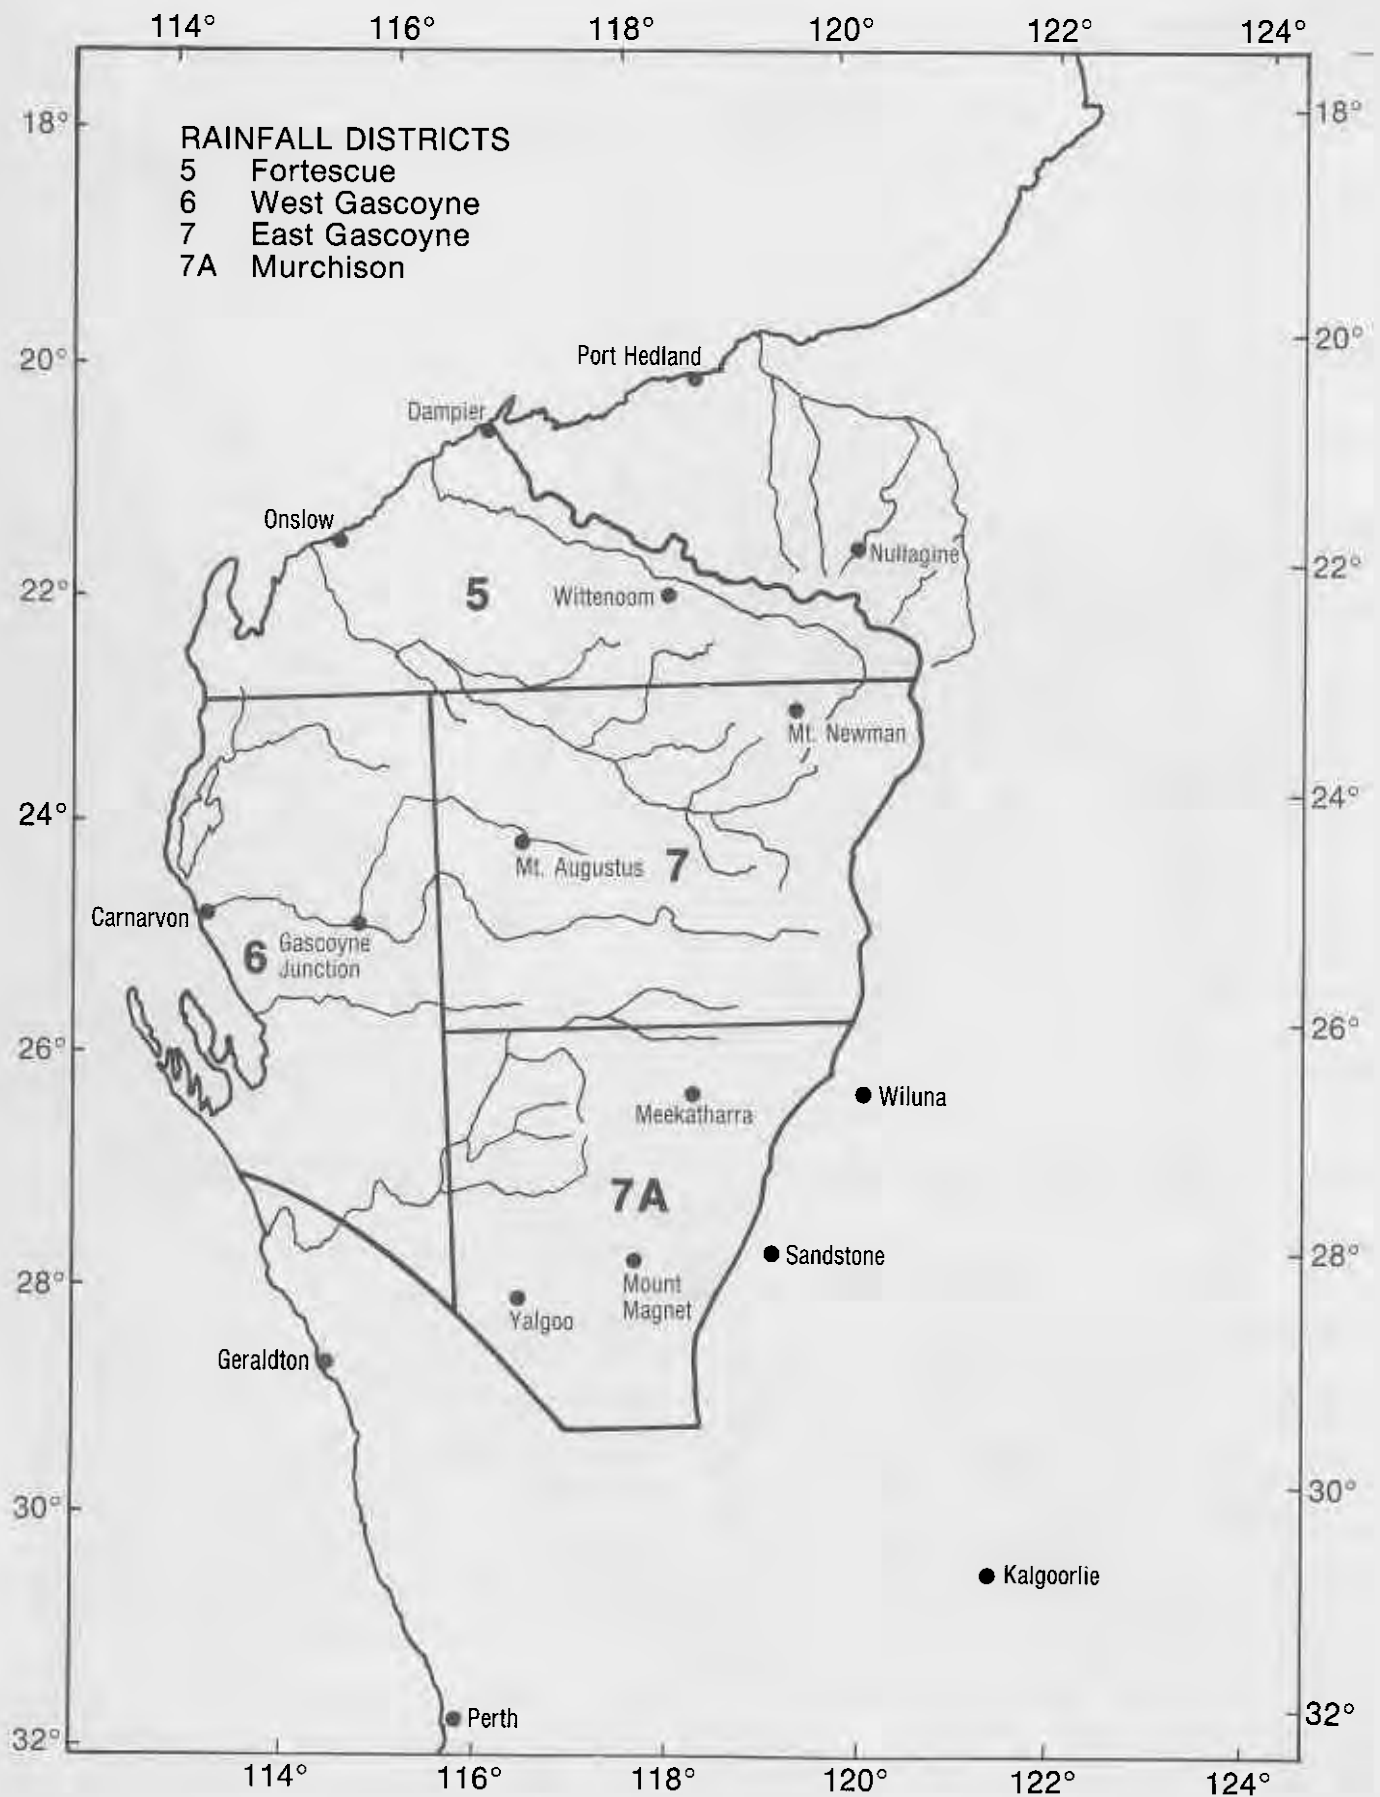 114° 116° 118° 120° 122° 124°
18° 18°
RAINFALL DISTRICTS
5 Fortescue
6 West Gascoyne
7 East Gascoyne
7A Murchison
20° 20°
Port Hedland
Dampier
Onslow
Nullagine
22° 22°
5 Wittenoom
Mt. Newman
24° 24°
Mt. Augustus 7
Carnarvon
6 Gascoyne
Junction
26° 26°
Wiluna
Meekatharra
7A
Sandstone
28° 28°
Mount
Magnet
Yalgoo
Geraldton
30° 30°
Kalgoorlie
Perth
32° 32°
114° 116° 118° 120° 122° 124°